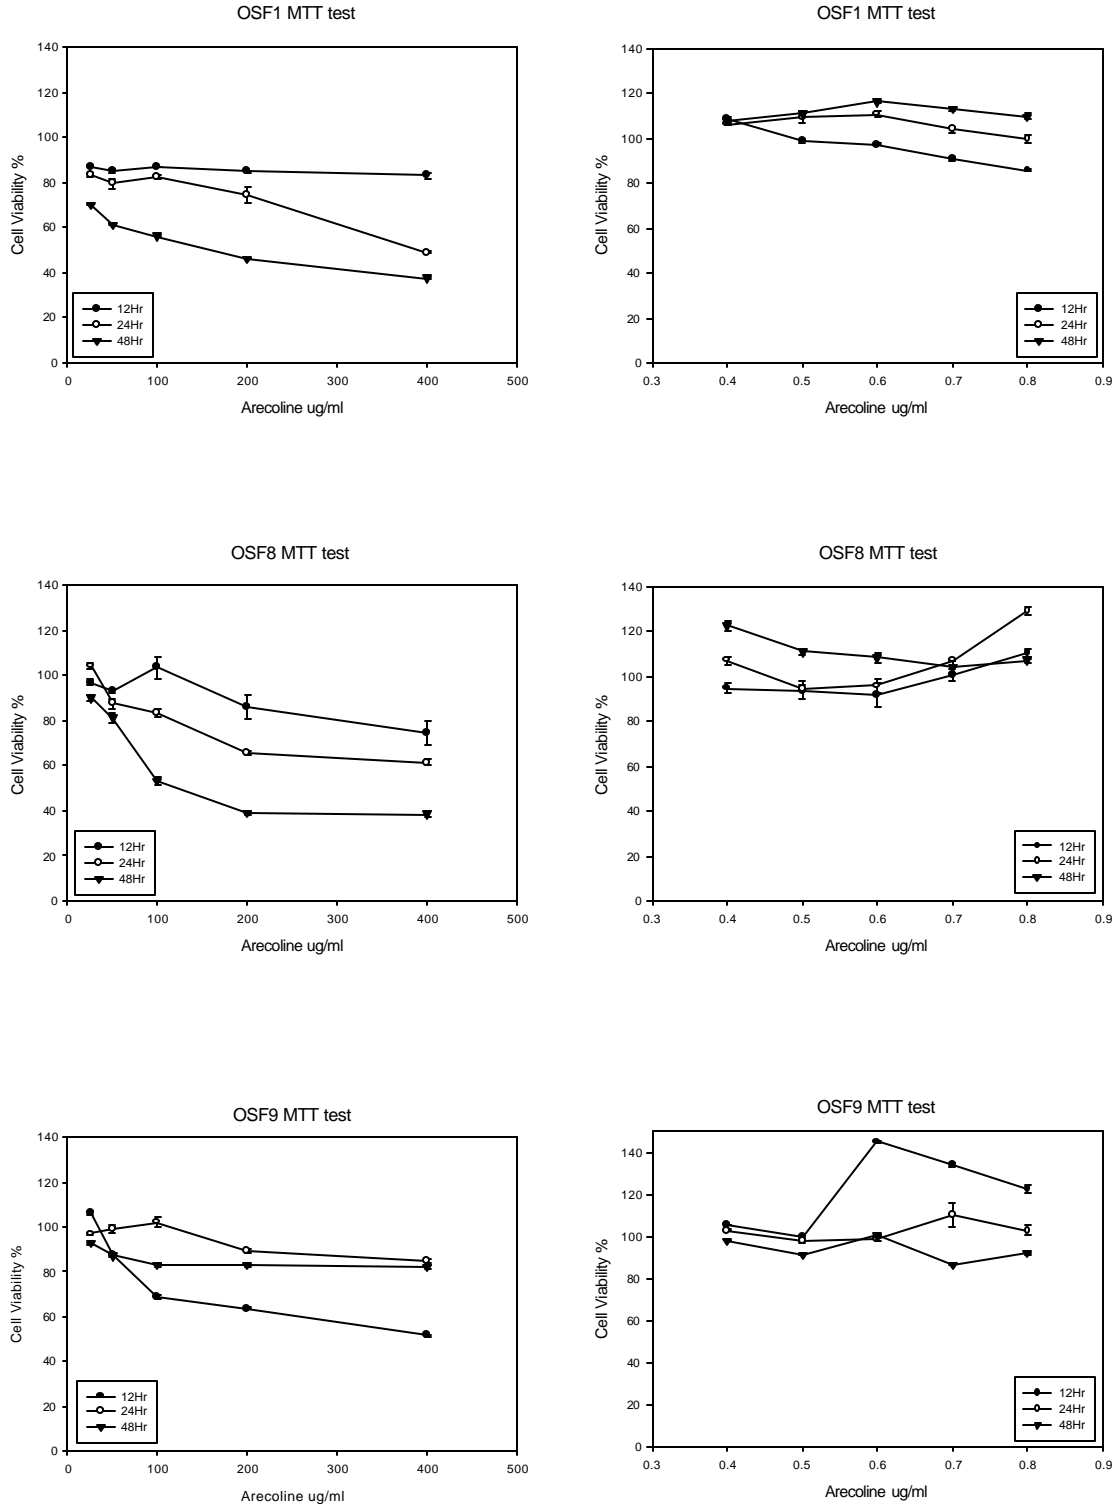 OSF1 MTT test
140
120
100
80
60
40
20
0
Cell Viability %
12Hr
24Hr
48Hr
0 100 200 300 400 500
Arecoline ug/ml
OSF1 MTT test
140
120
100
80
60
40
20
0
Cell Viability %
12Hr
24Hr
48Hr
0.3 0.4 0.5 0.6 0.7 0.8 0.9
Arecoline ug/ml
OSF8 MTT test
140
120
100
80
60
40
20
0
Cell Viability %
12Hr
24Hr
48Hr
0 100 200 300 400 500
Arecoline ug/ml
OSF8 MTT test
140
120
100
80
60
40
20
0
Cell Viability %
12Hr
24Hr
48Hr
0.3 0.4 0.5 0.6 0.7 0.8 0.9
Arecoline ug/ml
OSF9 MTT test
140
120
100
80
60
40
20
0
Cell Viability %
12Hr
24Hr
48Hr
0 100 200 300 400 500
Arecoline ug/ml
OSF9 MTT test
140
120
100
80
60
40
20
0
Cell Viability %
12Hr
24Hr
48Hr
0.3 0.4 0.5 0.6 0.7 0.8 0.9
Arecoline ug/ml